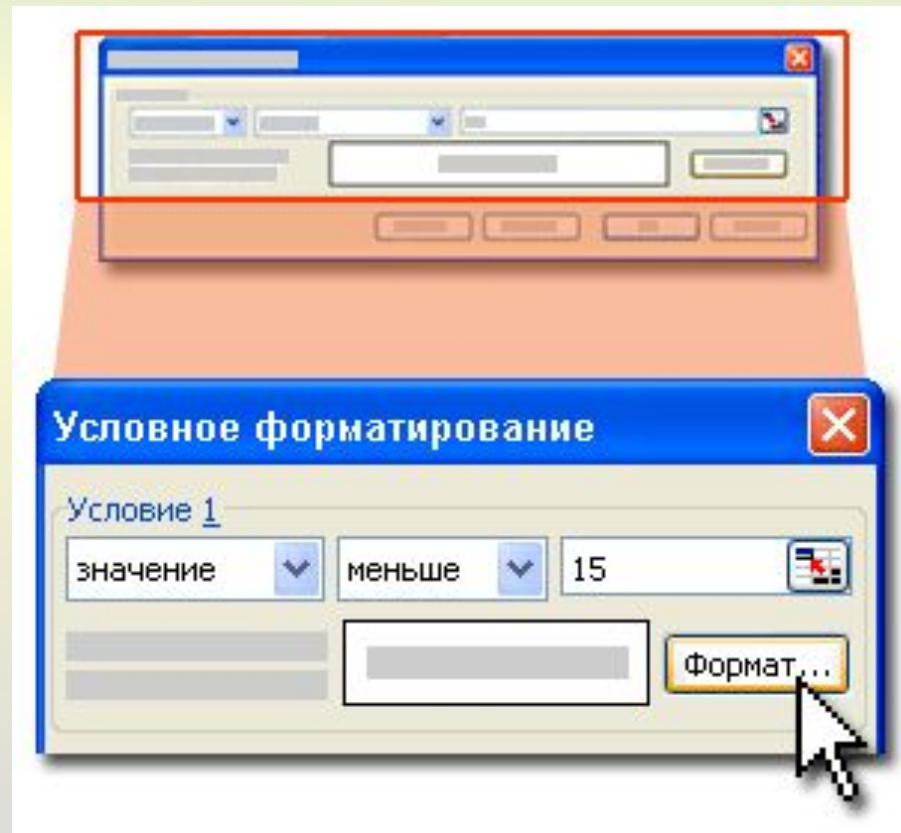 Условное форматирование
Условие 1
значение меньше 15
Формат...